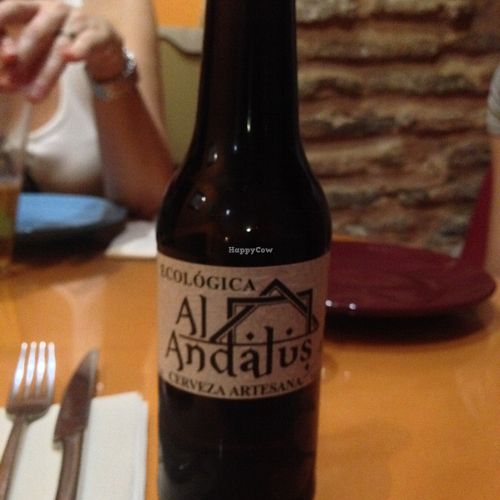 HappyCow
ECOLÓGICA
Al
Andalus
CERVEZA ARTESANA